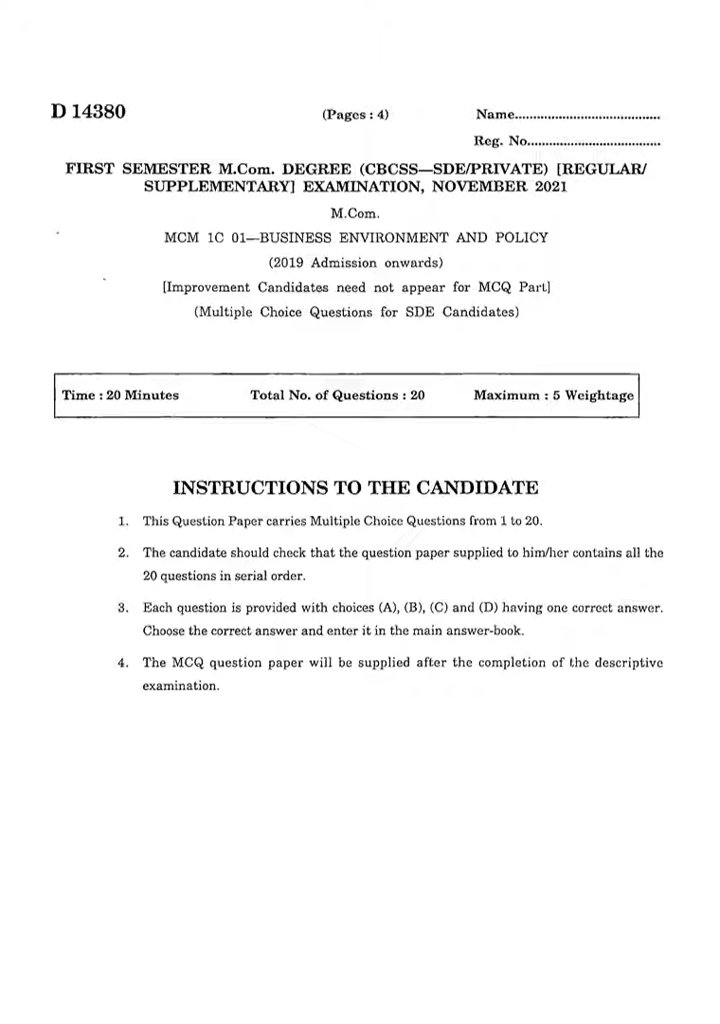 D 14380
(Pages : 4)
Name........................................
Reg. No.....................................
FIRST SEMESTER M.Com. DEGREE (CBCSS—SDE/PRIVATE) [REGULAR/
SUPPLEMENTARY] EXAMINATION, NOVEMBER 2021
M.Com.
MCM 1C 01—BUSINESS ENVIRONMENT AND POLICY
(2019 Admission onwards)
[Improvement Candidates need not appear for MCQ Part]
(Multiple Choice Questions for SDE Candidates)
Time : 20 Minutes Total No. of Questions : 20 Maximum : 5 Weightage
INSTRUCTIONS TO THE CANDIDATE
1. This Question Paper carries Multiple Choice Questions from 1 to 20.
2. The candidate should check that the question paper supplied to him/her contains all the
20 questions in serial order.
3. Each question is provided with choices (A), (B), (C) and (D) having one correct answer.
Choose the correct answer and enter it in the main answer-book.
4. The MCQ question paper will be supplied after the completion of the descriptive
examination.